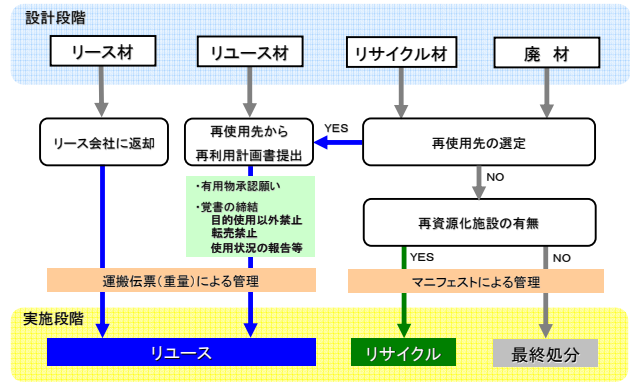 設計段階
リース材
リユース材
リサイクル材
廃 材
リース会社に返却
再使用先から
再利用計画書提出
YES
再使用先の選定
NO
・有用物承認願い
・覚書の締結
目的使用以外禁止
転売禁止
使用状況の報告等
再資源化施設の有無
YES
NO
運搬伝票（重量）による管理
マニフェストによる管理
実施段階
リユース
リサイクル
最終処分